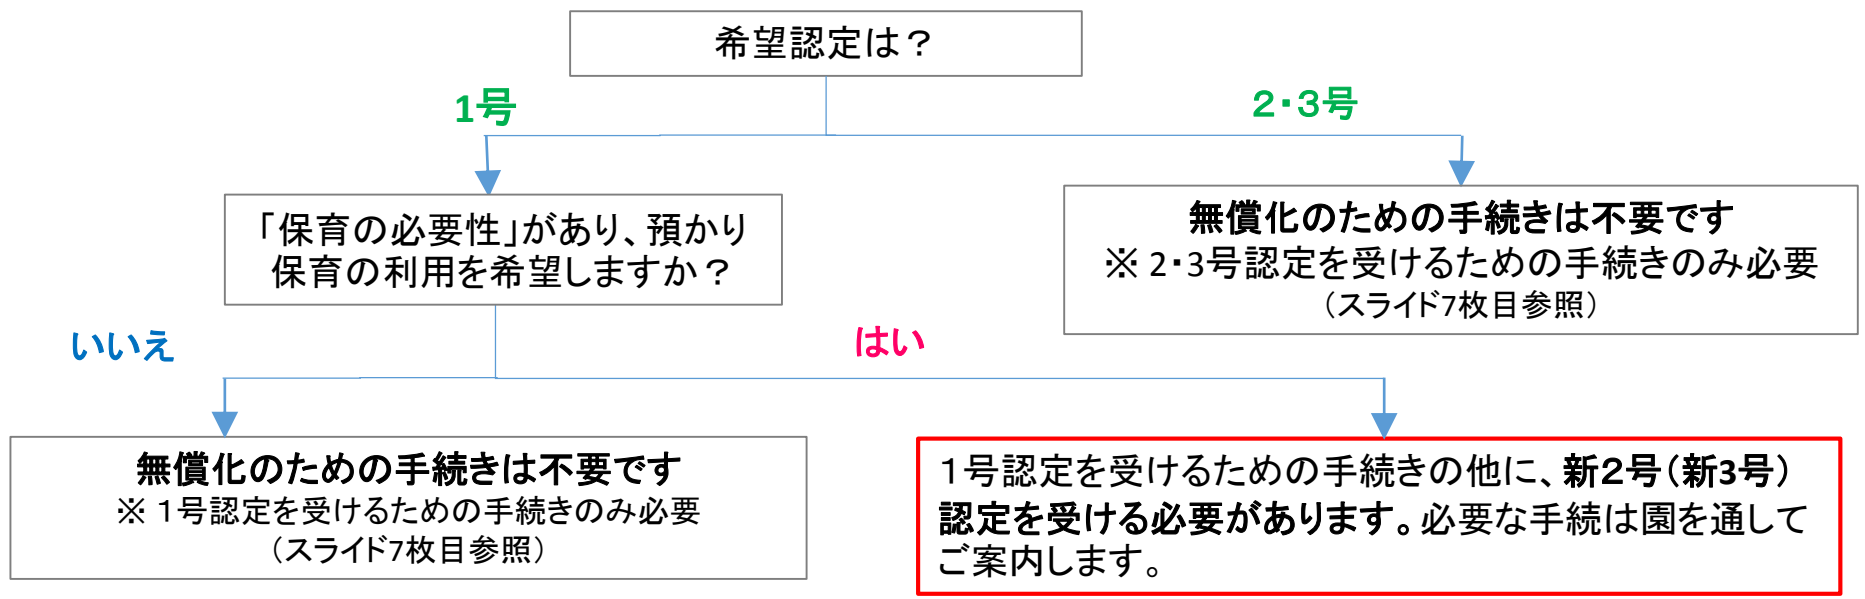 希望認定は？
1号
２・３号
「保育の必要性」があり、預かり
保育の利用を希望しますか？
無償化のための手続きは不要です
※ 2・3号認定を受けるための手続きのみ必要
（スライド7枚目参照）
いいえ
はい
無償化のための手続きは不要です
※ 1号認定を受けるための手続きのみ必要
（スライド7枚目参照）
１号認定を受けるための手続きの他に、新２号（新3号）
認定を受ける必要があります。必要な手続は園を通して
ご案内します。